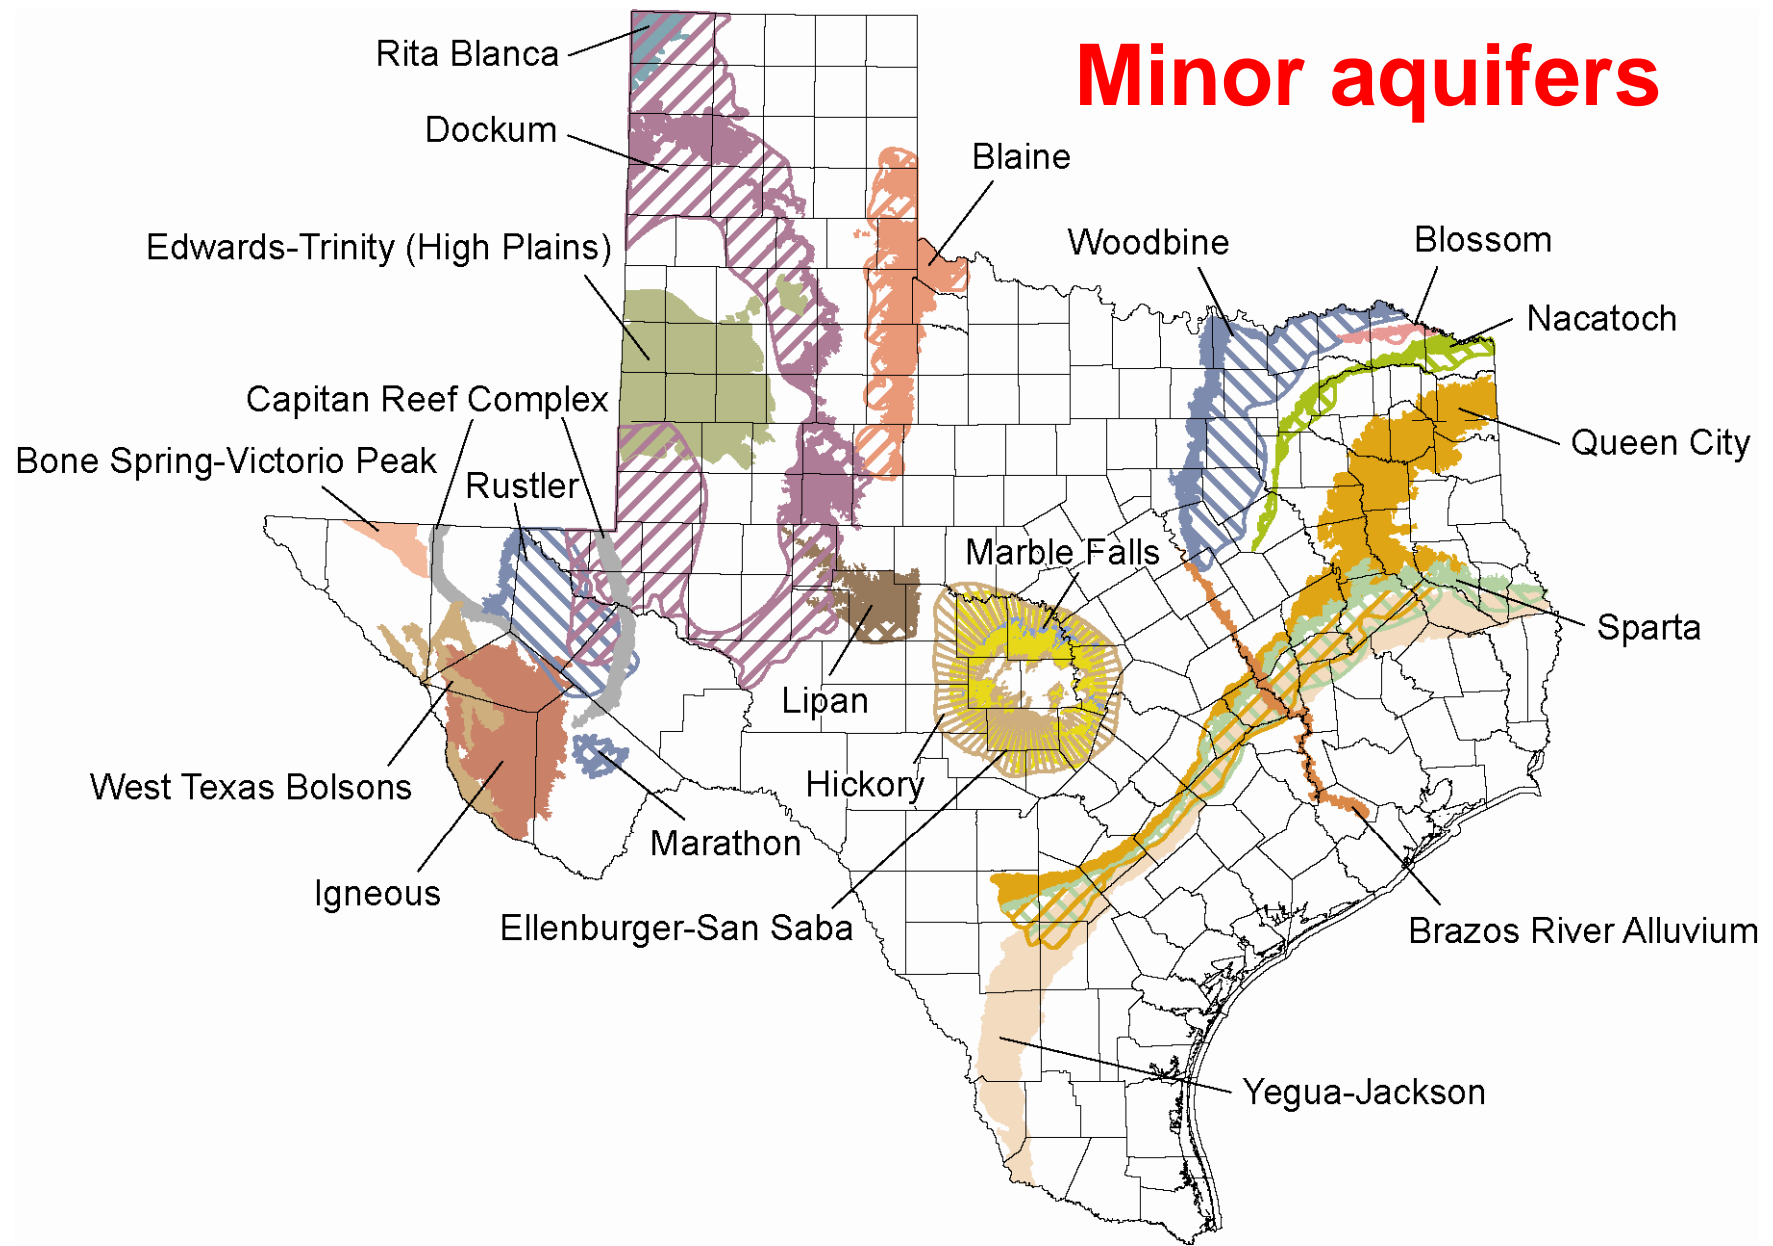 Minor aquifers
Rita Blanca
Dockum
Blaine
Edwards-Trinity (High Plains)
Woodbine
Blossom
Nacatoch
Capitan Reef Complex
Queen City
Bone Spring-Victorio Peak
Rustler
Marble Falls
Sparta
Lipan
West Texas Bolsons
Hickory
Marathon
Igneous
Ellenburger-San Saba
Brazos River Alluvium
Yegua-Jackson